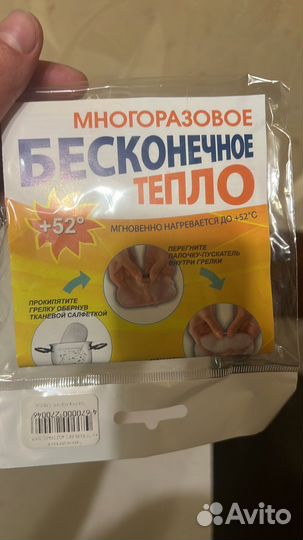 МНОГОРАЗОВОЕ
БЕСКОНЕЧНОЕ
ТЕПЛО
+52°
МГНОВЕННО НАГРЕВАЕТСЯ ДО +52°С
ПЕРЕГНИТЕ
ПАЛОЧКУ-ПУСКАТЕЛЬ
ВНУТРИ ГРЕЛКИ
ПРОКИПЯТИТЕ
ГРЕЛКУ ОБЕРНУВ
ТКАНЕВОЙ САЛФЕТКОЙ
4670000270046
Avito